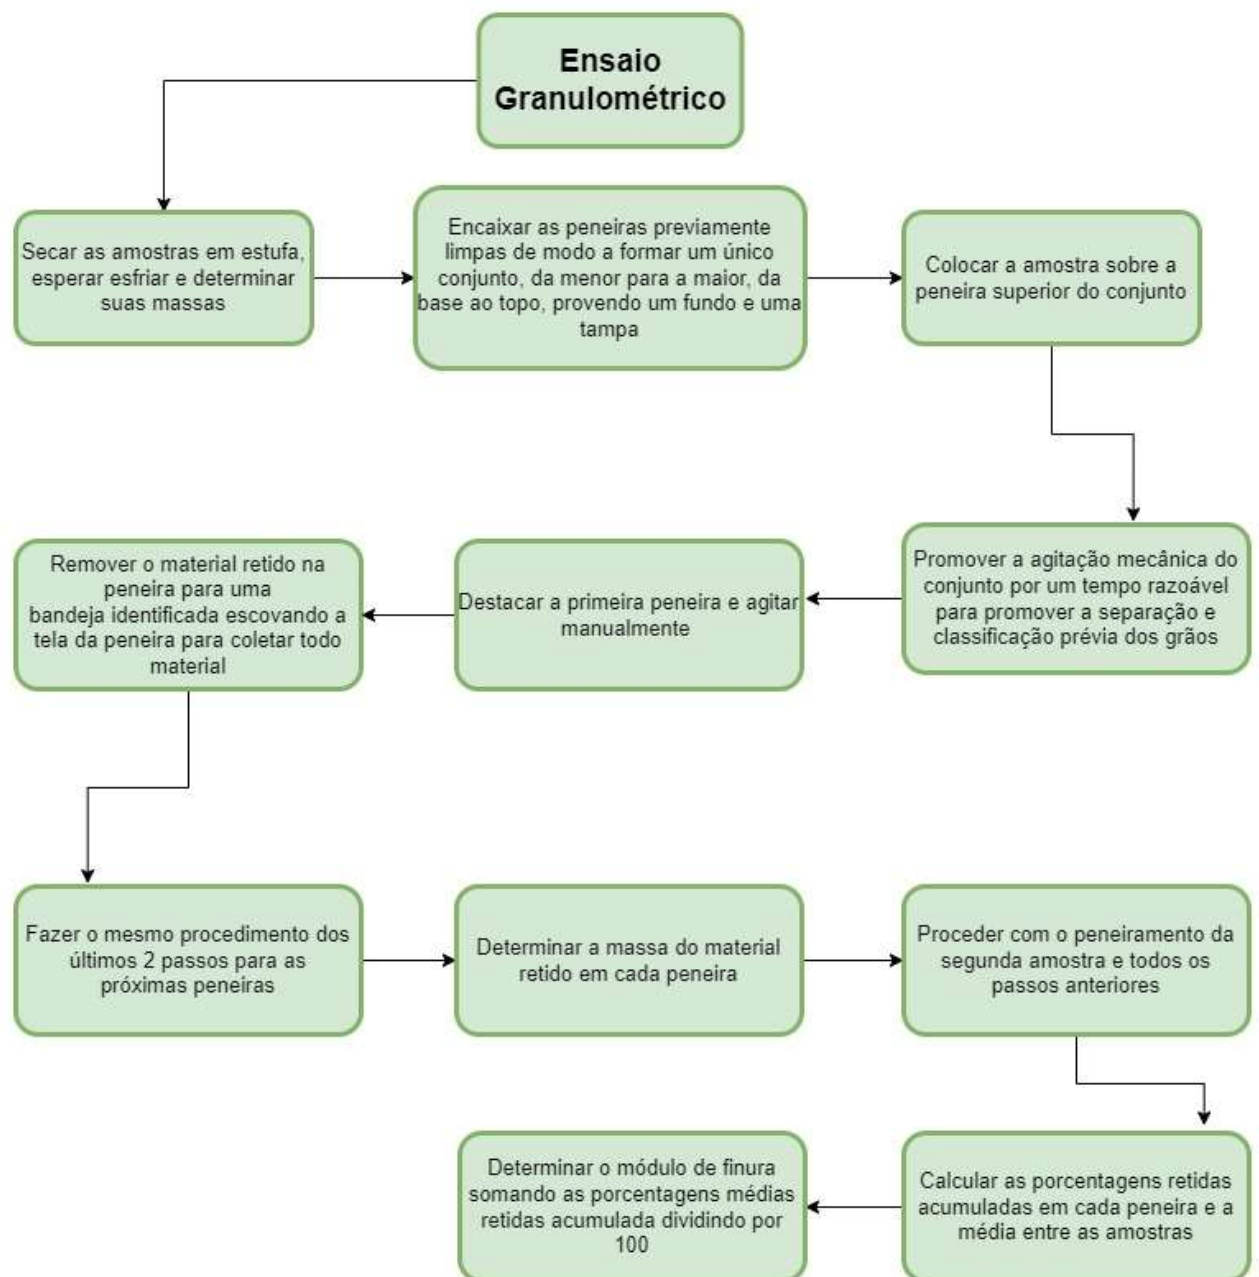 Ensaio
Granulométrico
Secar as amostras em estufa,
esperar esfriar e determinar
suas massas
Encaixar as peneiras previamente
limpas de modo a formar um único
conjunto, da menor para a maior, da
base ao topo, provendo um fundo e uma
tampa
Colocar a amostra sobre a
peneira superior do conjunto
Promover a agitação mecânica do
conjunto por um tempo razoável
para promover a separação e
classificação prévia dos grãos
Destacar a primeira peneira e agitar
manualmente
Remover o material retido na
peneira para uma
bandeja identificada escovando a
tela da peneira para coletar todo
material
Fazer o mesmo procedimento dos
últimos 2 passos para as
próximas peneiras
Determinar a massa do material
retido em cada peneira
Proceder com o peneiramento da
segunda amostra e todos os
passos anteriores
Calcular as porcentagens retidas
acumuladas em cada peneira e a
média entre as amostras
Determinar o módulo de finura
somando as porcentagens médias
retidas acumulada dividindo por
100